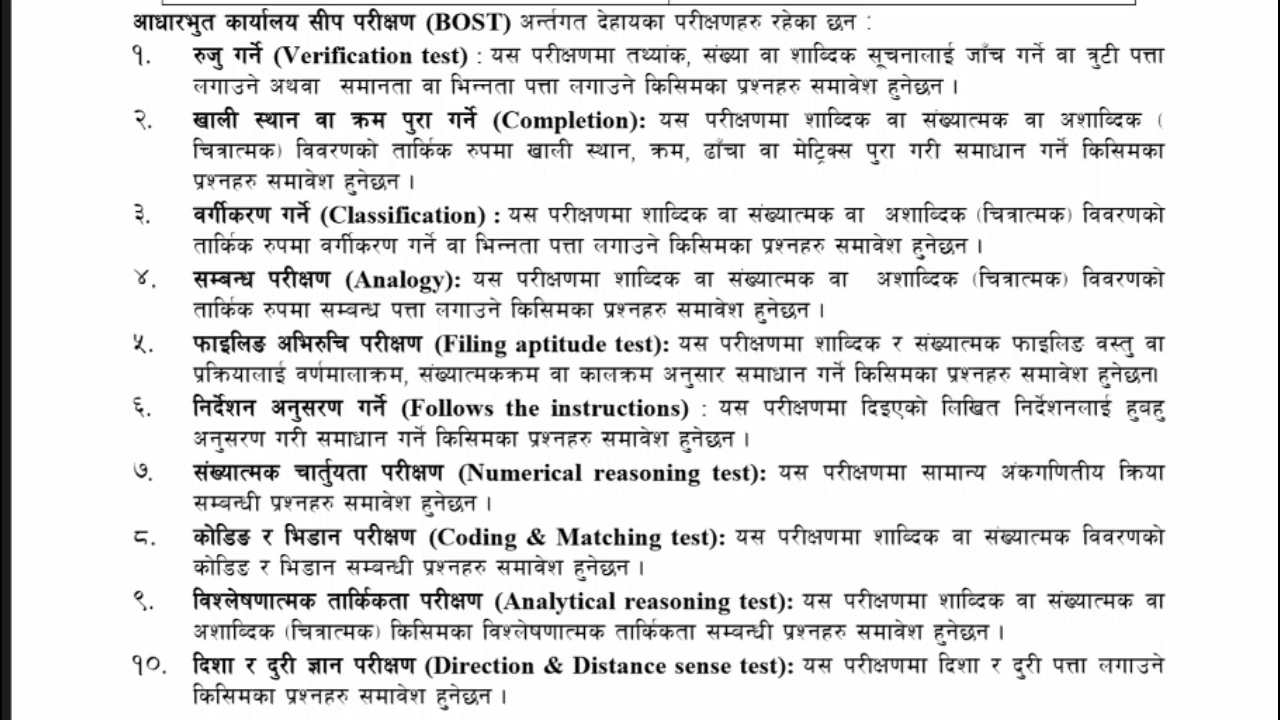 आधारभुत कार्यालय सीप परीक्षण (BOST) अर्न्तगत देहायका परीक्षणहरु रहेका छन :
१. रुजु गर्ने (Verification test) : यस परीक्षणमा तथ्यांक, संख्या वा शाब्दिक सूचनालाई जाँच गर्ने वा त्रुटी पत्ता
लगाउने अथवा समानता वा भिन्नता पत्ता लगाउने किसिमका प्रश्नहरु समावेश हुनेछन ।
२. खाली स्थान वा क्रम पुरा गर्ने (Completion): यस परीक्षणमा शाब्दिक वा संख्यात्मक वा अशाब्दिक (
चित्रात्मक) विवरणको तार्किक रुपमा खाली स्थान, क्रम, ढाँचा वा मेट्रिक्स पुरा गरी समाधान गर्ने किसिमका
प्रश्नहरु समावेश हुनेछन ।
३. वर्गीकरण गर्ने (Classification) : यस परीक्षणमा शाब्दिक वा संख्यात्मक वा अशाब्दिक (चित्रात्मक) विवरणको
तार्किक रुपमा वर्गीकरण गर्ने वा भिन्नता पत्ता लगाउने किसिमका प्रश्नहरु समावेश हुनेछन ।
४. सम्बन्ध परीक्षण (Analogy): यस परीक्षणमा शाब्दिक वा संख्यात्मक वा अशाब्दिक (चित्रात्मक) विवरणको
तार्किक रुपमा सम्बन्ध पत्ता लगाउने किसिमका प्रश्नहरु समावेश हुनेछन ।
५. फाइलिङ अभिरुचि परीक्षण (Filing aptitude test): यस परीक्षणमा शाब्दिक र संख्यात्मक फाइलिङ वस्तु वा
प्रक्रियालाई वर्णमालाक्रम, संख्यात्मकक्रम वा कालक्रम अनुसार समाधान गर्ने किसिमका प्रश्नहरु समावेश हुनेछन।
६. निर्देशन अनुसरण गर्ने (Follows the instructions) : यस परीक्षणमा दिइएको लिखित निर्देशनलाई हुबहु
अनुसरण गरी समाधान गर्ने किसिमका प्रश्नहरु समावेश हुनेछन ।
७. संख्यात्मक चार्तुयता परीक्षण (Numerical reasoning test): यस परीक्षणमा सामान्य अंकगणितीय क्रिया
सम्बन्धी प्रश्नहरु समावेश हुनेछन ।
८. कोडिङ र भिडान परीक्षण (Coding & Matching test): यस परीक्षणमा शाब्दिक वा संख्यात्मक विवरणको
कोडिङ र भिडान सम्बन्धी प्रश्नहरु समावेश हुनेछन ।
९. विश्लेषणात्मक तार्किकता परीक्षण (Analytical reasoning test): यस परीक्षणमा शाब्दिक वा संख्यात्मक वा
अशाब्दिक (चित्रात्मक) किसिमका विश्लेषणात्मक तार्किकता सम्बन्धी प्रश्नहरु समावेश हुनेछन ।
१०. दिशा र दुरी ज्ञान परीक्षण (Direction & Distance sense test): यस परीक्षणमा दिशा र दुरी पत्ता लगाउने
किसिमका प्रश्नहरु समावेश हुनेछन ।